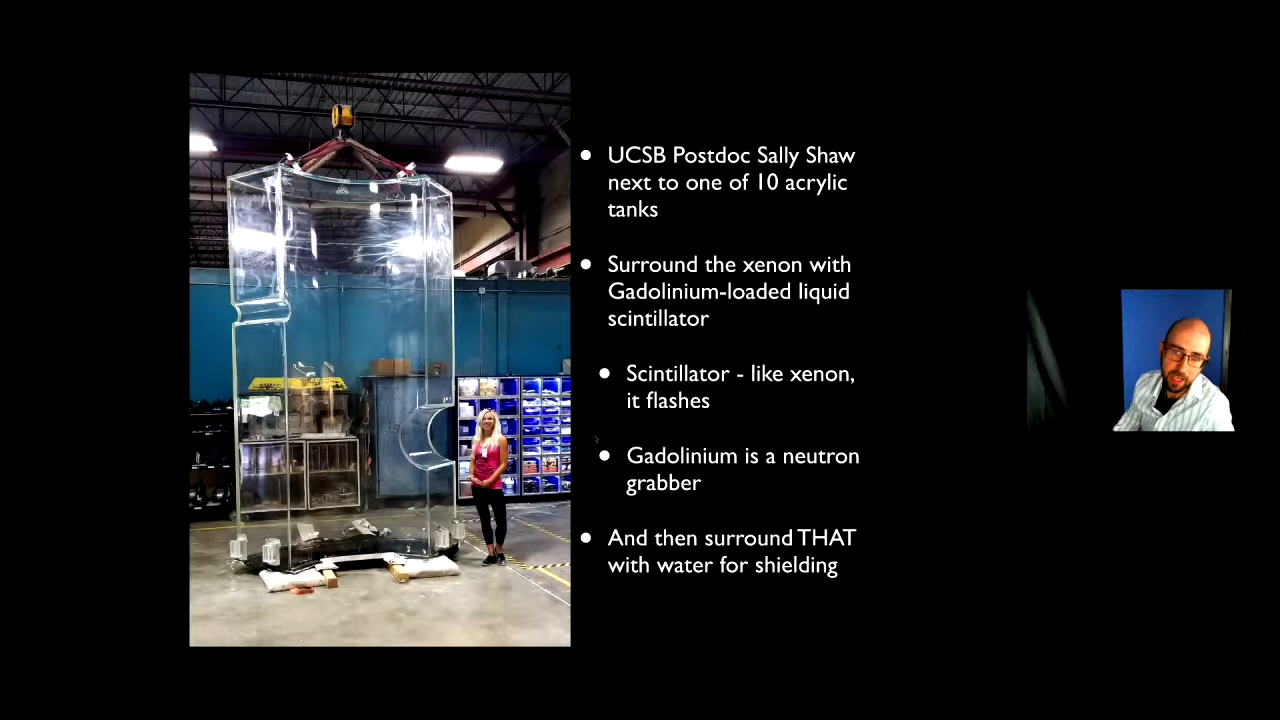 UCSB Postdoc Sally Shaw
next to one of 10 acrylic
tanks
Surround the xenon with
Gadolinium-loaded liquid
scintillator
Scintillator - like xenon,
it flashes
Gadolinium is a neutron
grabber
And then surround THAT
with water for shielding